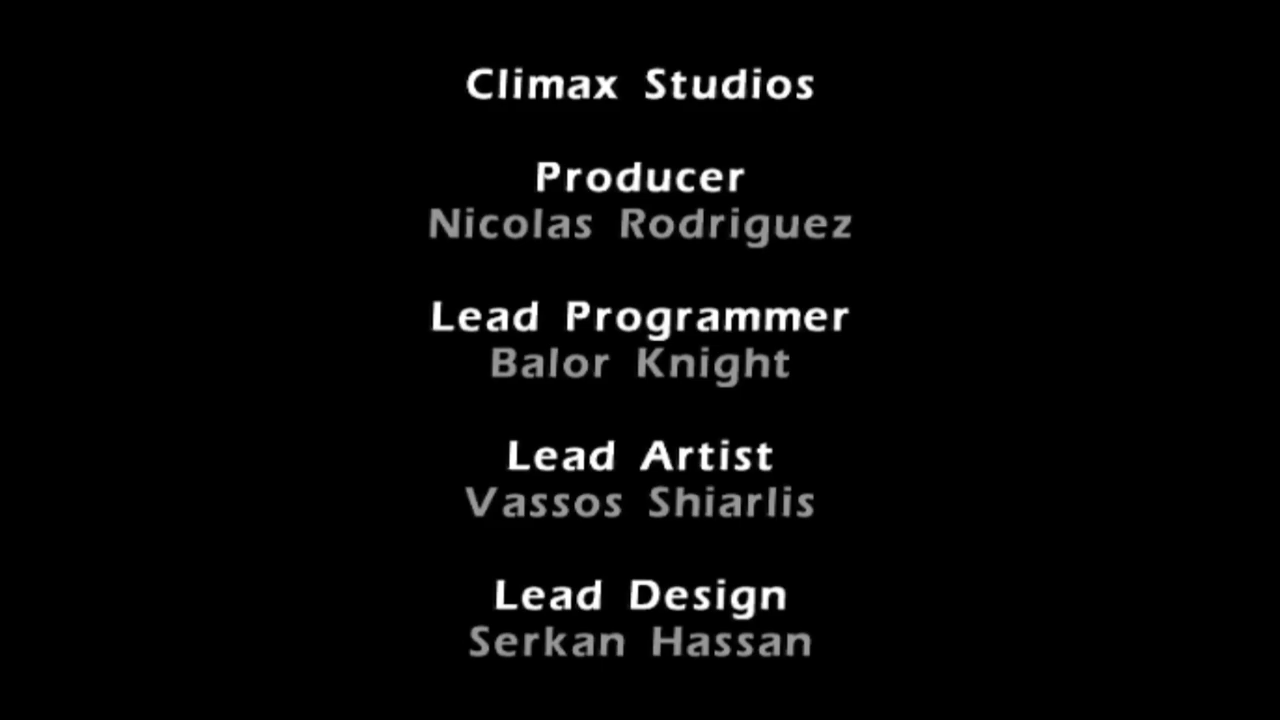 Climax Studios
Producer
Nicolas Rodriguez
Lead Programmer
Balor Knight
Lead Artist
Vassos Shiarlis
Lead Design
Serkan Hassan